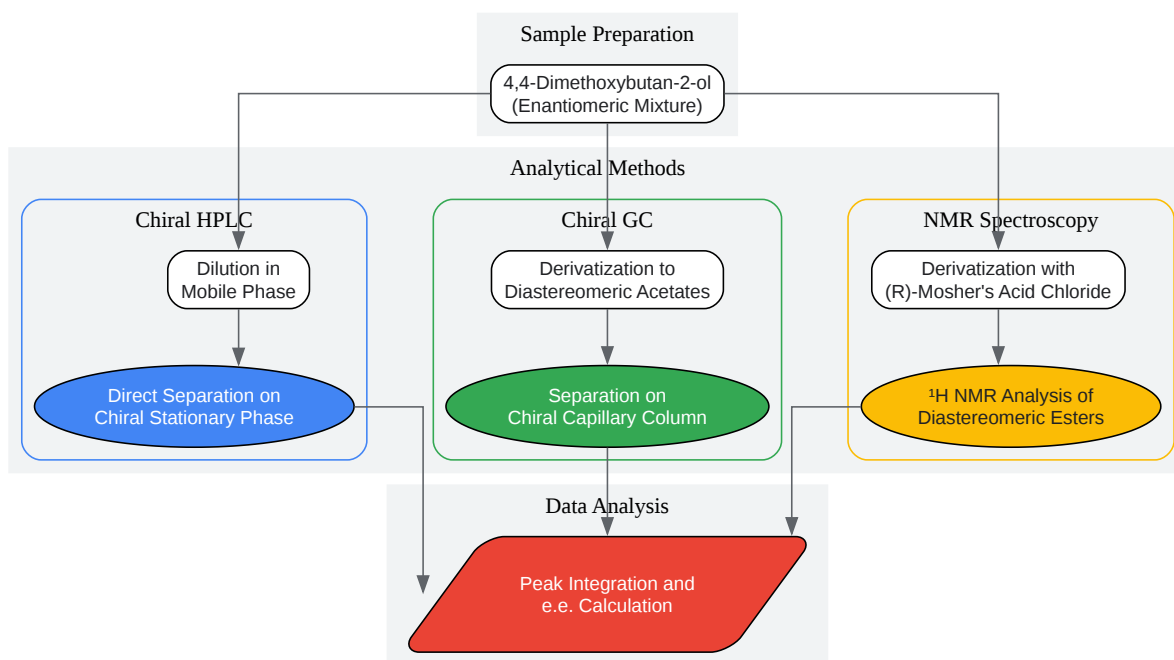 Sample Preparation
4,4-Dimethoxybutan-2-ol
(Enantiomeric Mixture)
Analytical Methods
Chiral HPLC
Dilution in
Mobile Phase
Direct Separation on
Chiral Stationary Phase
Chiral GC
Derivatization to
Diastereomeric Acetates
Separation on
Chiral Capillary Column
NMR Spectroscopy
Derivatization with
(R)-Mosher's Acid Chloride
¹H NMR Analysis of
Diastereomeric Esters
Data Analysis
Peak Integration and
e.e. Calculation